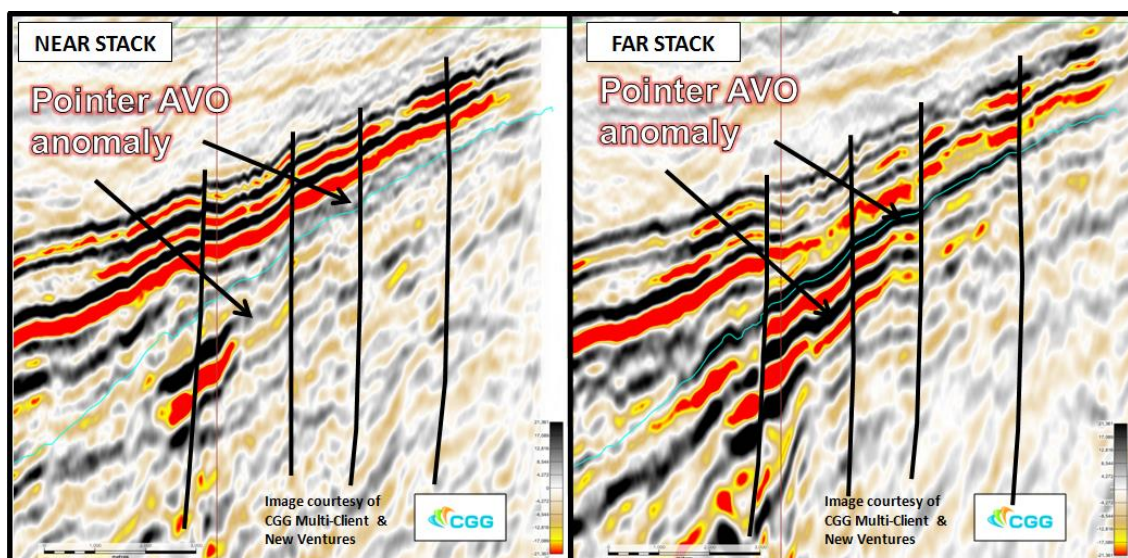 NEAR STACK
Pointer AVO
anomaly
Image courtesy of
CGG Multi-Client &
New Ventures
CGG
FAR STACK
Pointer AVO
anomaly
Image courtesy of
CGG Multi-Client &
New Ventures
CGG